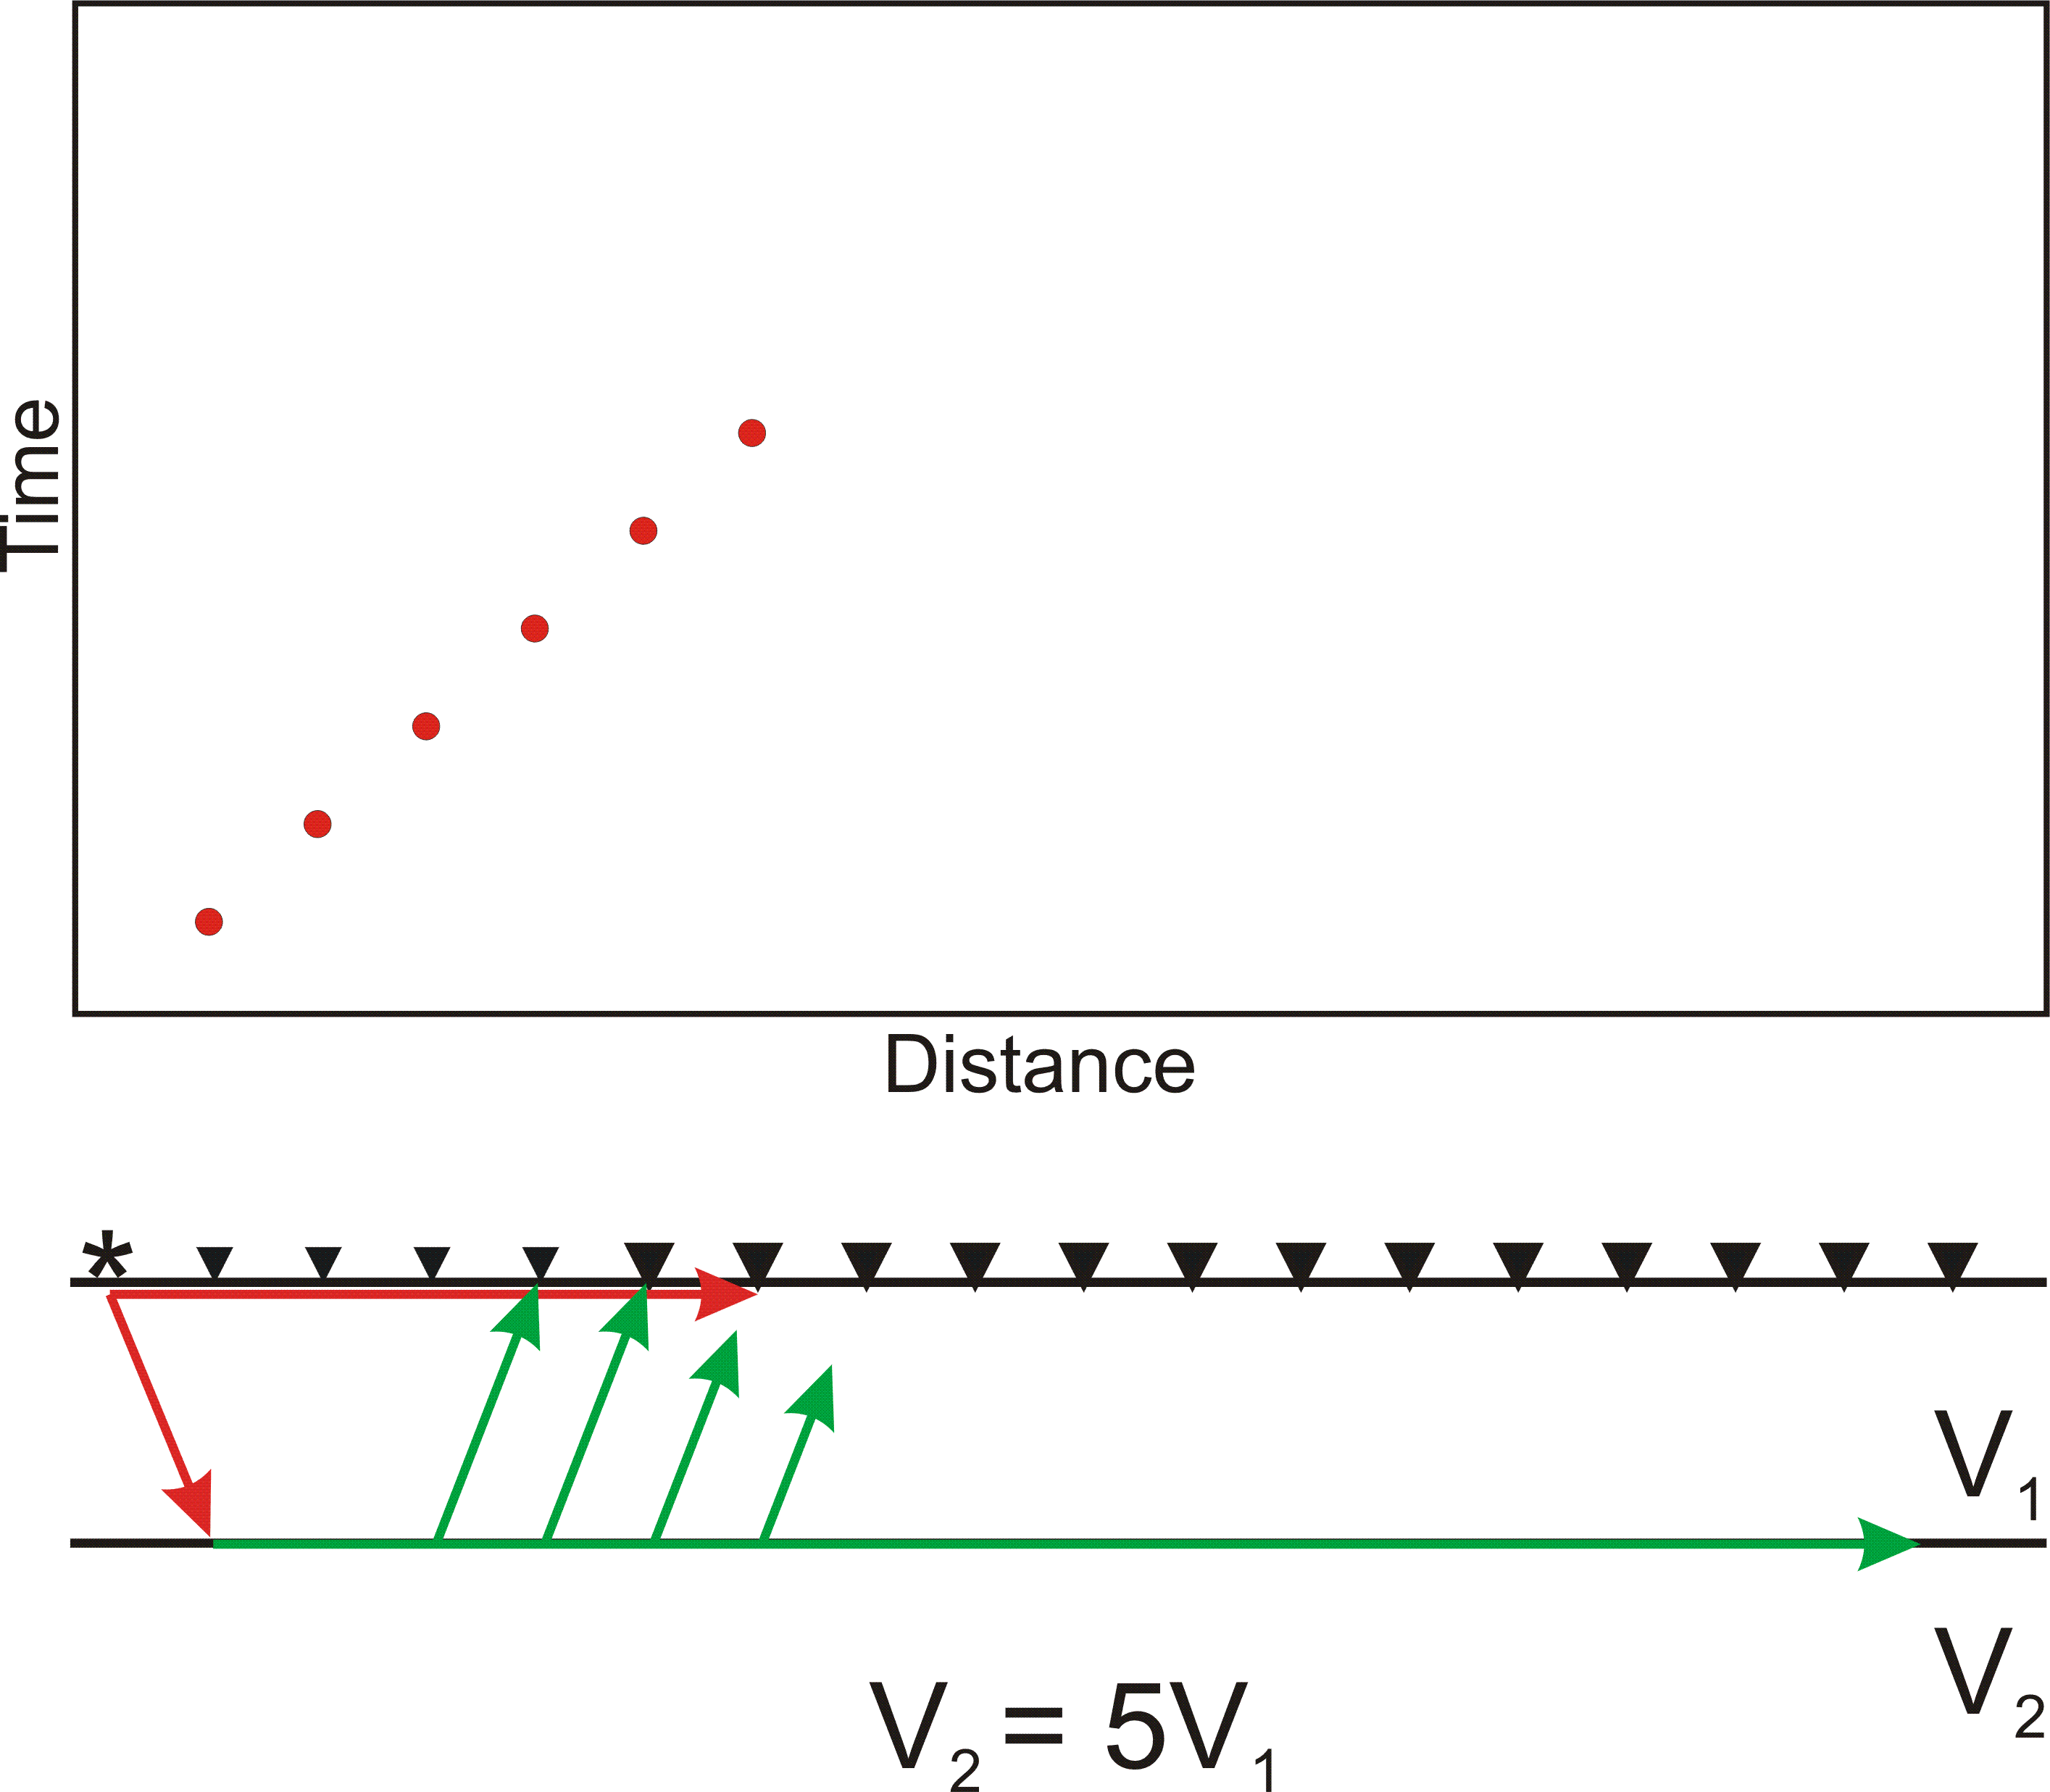 Time
Distance
*
V₁
V₂
V₂ = 5V₁